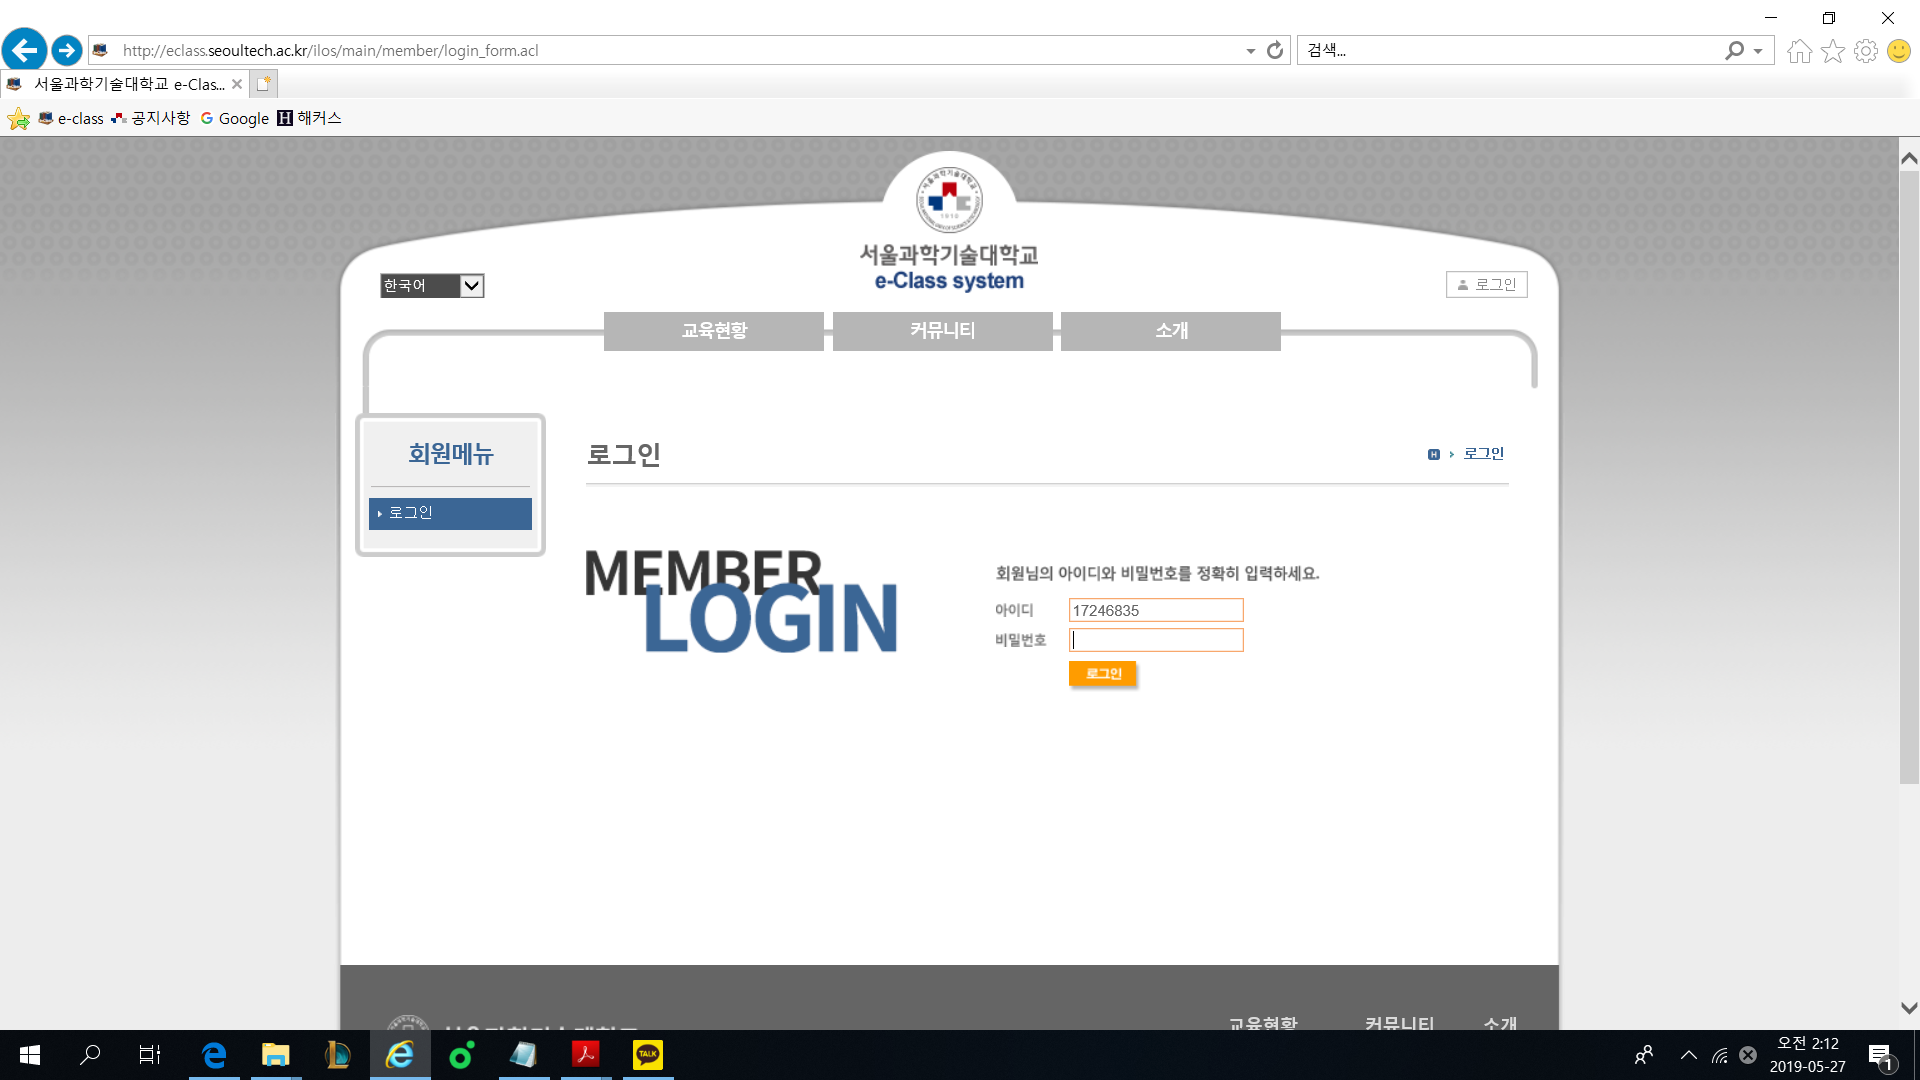 http://eclass.seoultech.ac.kr/ilos/main/member/login_form.acl
검색...
서울과학기술대학교 e-Clas...
e-class 공지사항 Google 해커스
서울과학기술대학교
e-Class system
한국어
로그인
교육현황 커뮤니티 소개
회원메뉴
로그인
로그인
로그인
MEMBER
LOGIN
회원님의 아이디와 비밀번호를 정확히 입력하세요.
아이디 17246835
비밀번호
로그인
교육현황 커뮤니티 소개
TALK
오전 2:12
2019-05-27
1